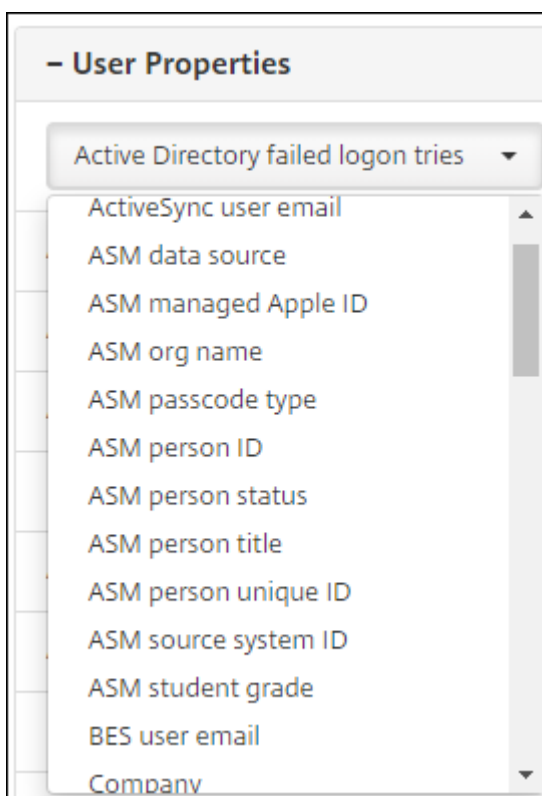 – User Properties
Active Directory failed logon tries
ActiveSync user email
ASM data source
ASM managed Apple ID
ASM org name
ASM passcode type
ASM person ID
ASM person status
ASM person title
ASM person unique ID
ASM source system ID
ASM student grade
BES user email
Company